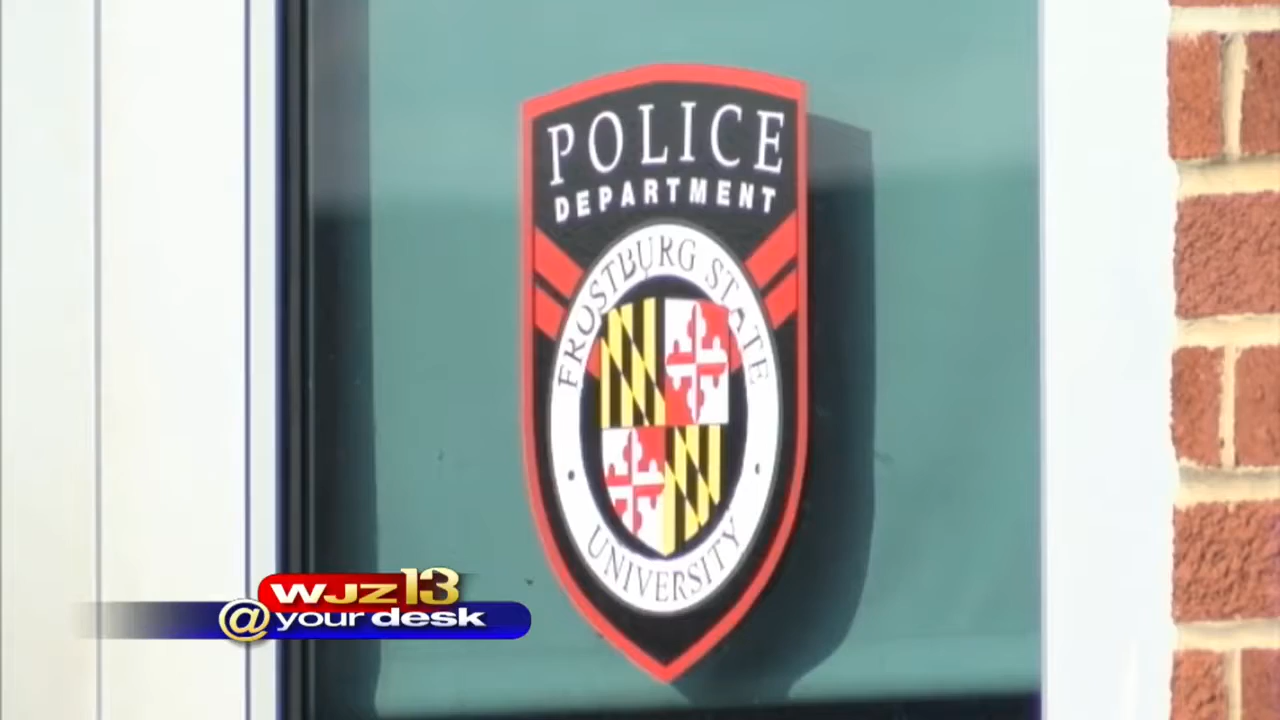 POLICE
DEPARTMENT
FROSTBURG STATE
UNIVERSITY
WJZ13
@your desk